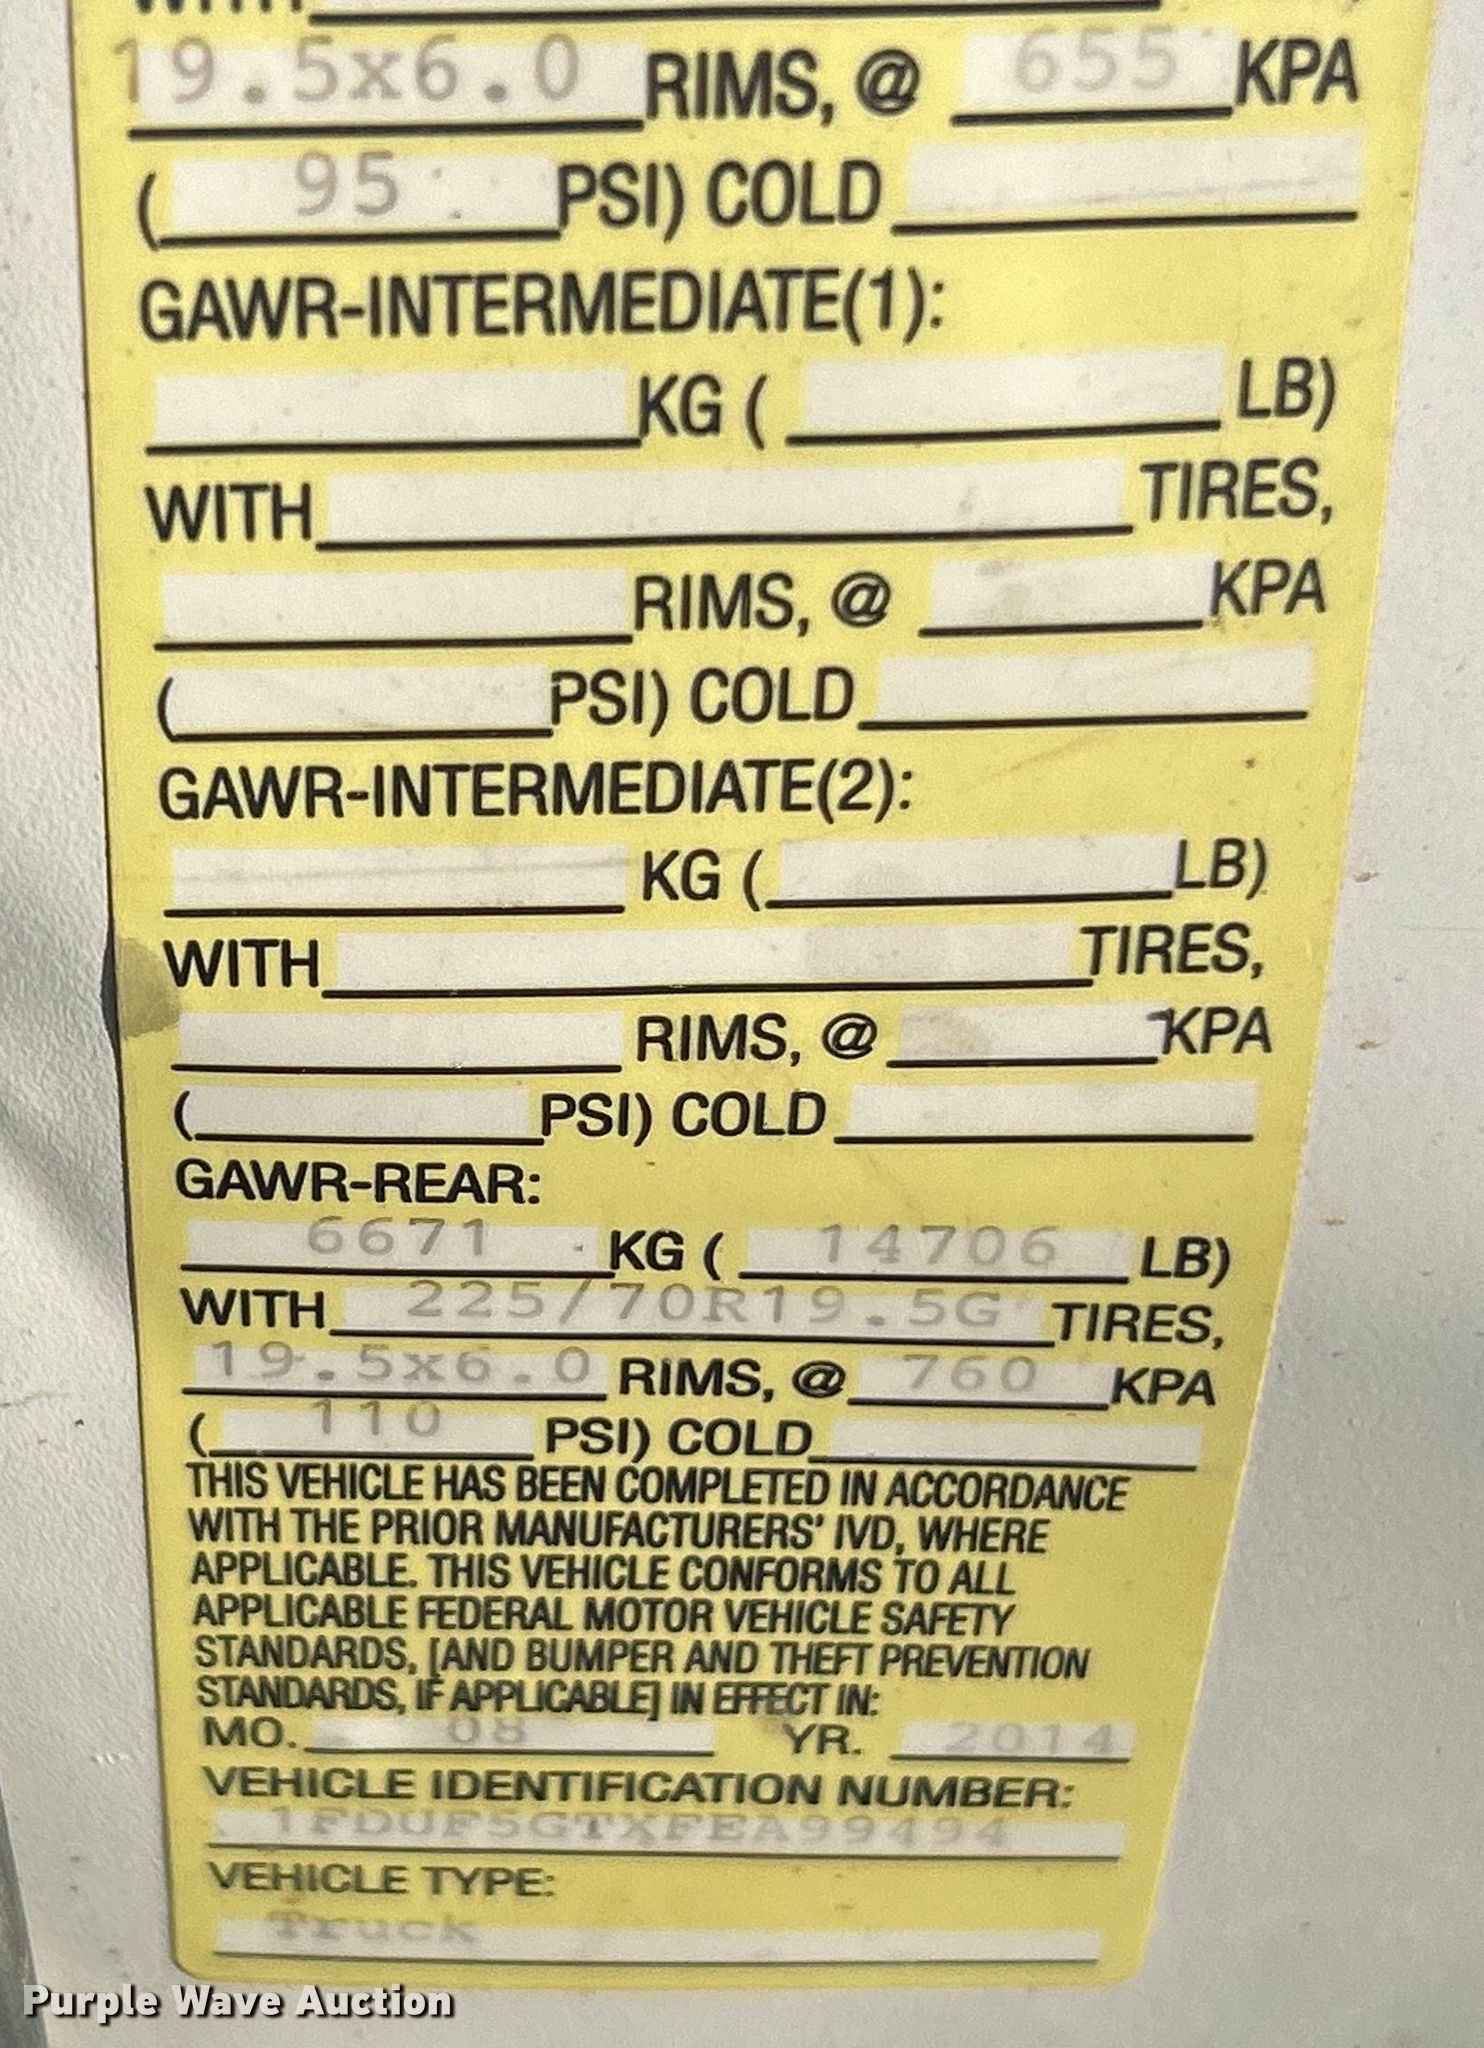 19.5x6.0 RIMS, @ 655 KPA
( 95 PSI) COLD
GAWR-INTERMEDIATE(1):
KG ( LB)
WITH TIRES,
RIMS, @ KPA
( PSI) COLD
GAWR-INTERMEDIATE(2):
KG ( LB)
WITH TIRES,
RIMS, @ KPA
( PSI) COLD
GAWR-REAR:
6671 KG ( 14706 LB)
WITH 225/70R19.5G TIRES,
19.5x6.0 RIMS, @ 760 KPA
( 110 PSI) COLD
THIS VEHICLE HAS BEEN COMPLETED IN ACCORDANCE
WITH THE PRIOR MANUFACTURERS' IVD, WHERE
APPLICABLE. THIS VEHICLE CONFORMS TO ALL
APPLICABLE FEDERAL MOTOR VEHICLE SAFETY
STANDARDS, [AND BUMPER AND THEFT PREVENTION
STANDARDS, IF APPLICABLE] IN EFFECT IN:
MO. 08 YR. 2014
VEHICLE IDENTIFICATION NUMBER:
1FDUF5GTXFEA99494
VEHICLE TYPE:
Truck
Purple Wave Auction